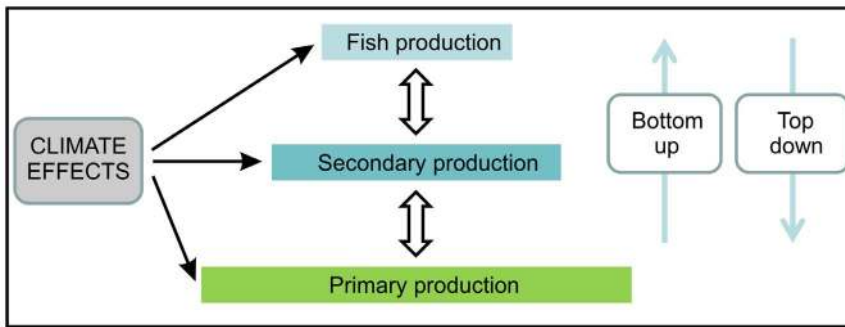 Fish production
CLIMATE
EFFECTS
Secondary production
Primary production
Bottom
up
Top
down